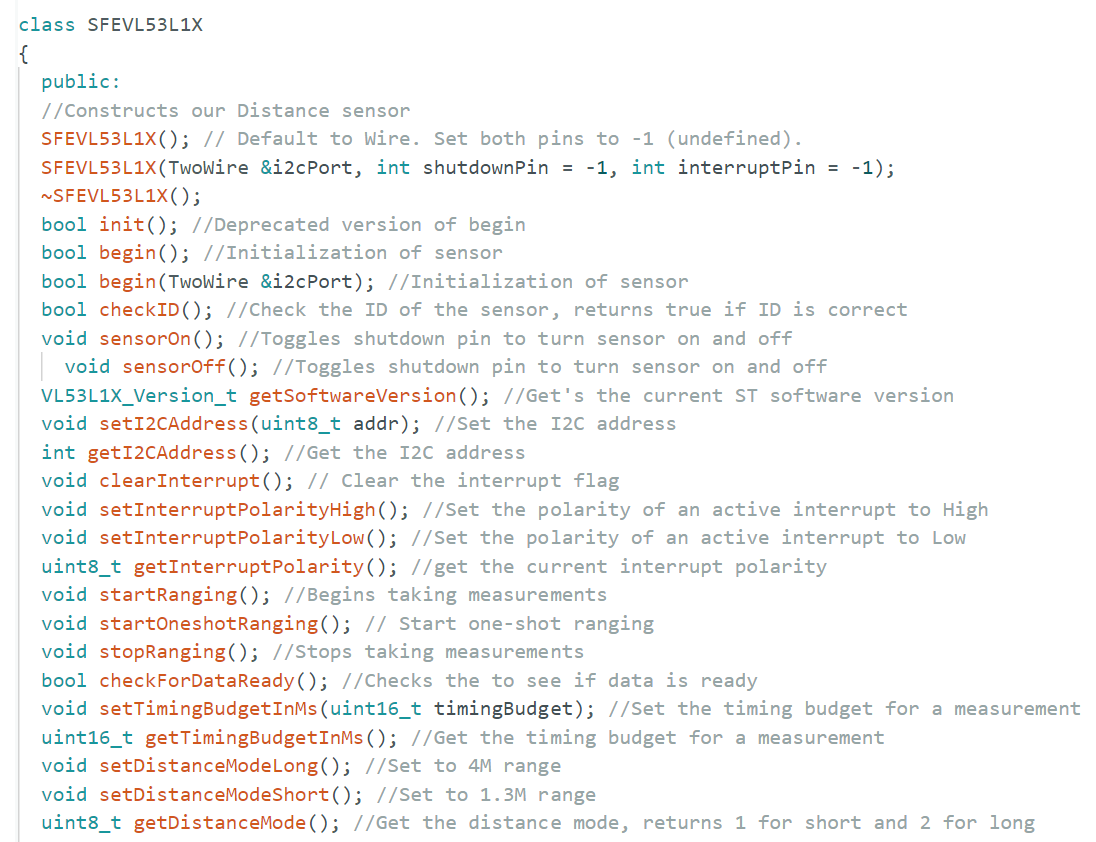 class SFEVL53L1X
{
public:
//Constructs our Distance sensor
SFEVL53L1X(); // Default to Wire. Set both pins to -1 (undefined).
SFEVL53L1X(TwoWire &i2cPort, int shutdownPin = -1, int interruptPin = -1);
~SFEVL53L1X();
bool init(); //Deprecated version of begin
bool begin(); //Initialization of sensor
bool begin(TwoWire &i2cPort); //Initialization of sensor
bool checkID(); //Check the ID of the sensor, returns true if ID is correct
void sensorOn(); //Toggles shutdown pin to turn sensor on and off
void sensorOff(); //Toggles shutdown pin to turn sensor on and off
VL53L1X_Version_t getSoftwareVersion(); //Get's the current ST software version
void setI2CAddress(uint8_t addr); //Set the I2C address
int getI2CAddress(); //Get the I2C address
void clearInterrupt(); // Clear the interrupt flag
void setInterruptPolarityHigh(); //Set the polarity of an active interrupt to High
void setInterruptPolarityLow(); //Set the polarity of an active interrupt to Low
uint8_t getInterruptPolarity(); //get the current interrupt polarity
void startRanging(); //Begins taking measurements
void startOneshotRanging(); // Start one-shot ranging
void stopRanging(); //Stops taking measurements
bool checkForDataReady(); //Checks the to see if data is ready
void setTimingBudgetInMs(uint16_t timingBudget); //Set the timing budget for a measurement
uint16_t getTimingBudgetInMs(); //Get the timing budget for a measurement
void setDistanceModeLong(); //Set to 4M range
void setDistanceModeShort(); //Set to 1.3M range
uint8_t getDistanceMode(); //Get the distance mode, returns 1 for short and 2 for long